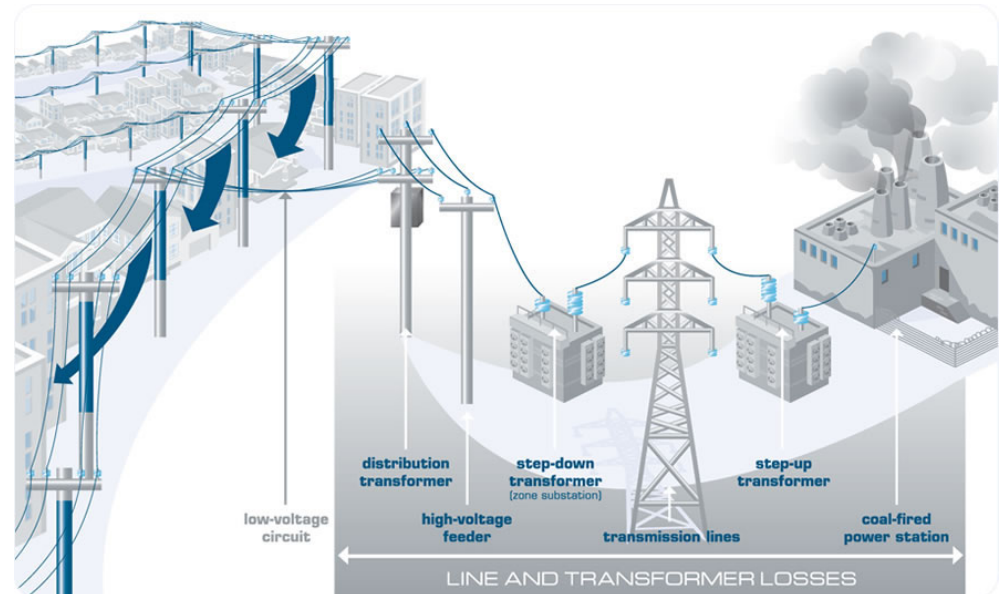 distribution
transformer
step-down
transformer
(zone substation)
step-up
transformer
low-voltage
circuit
high-voltage
feeder
transmission lines
coal-fired
power station
LINE AND TRANSFORMER LOSSES